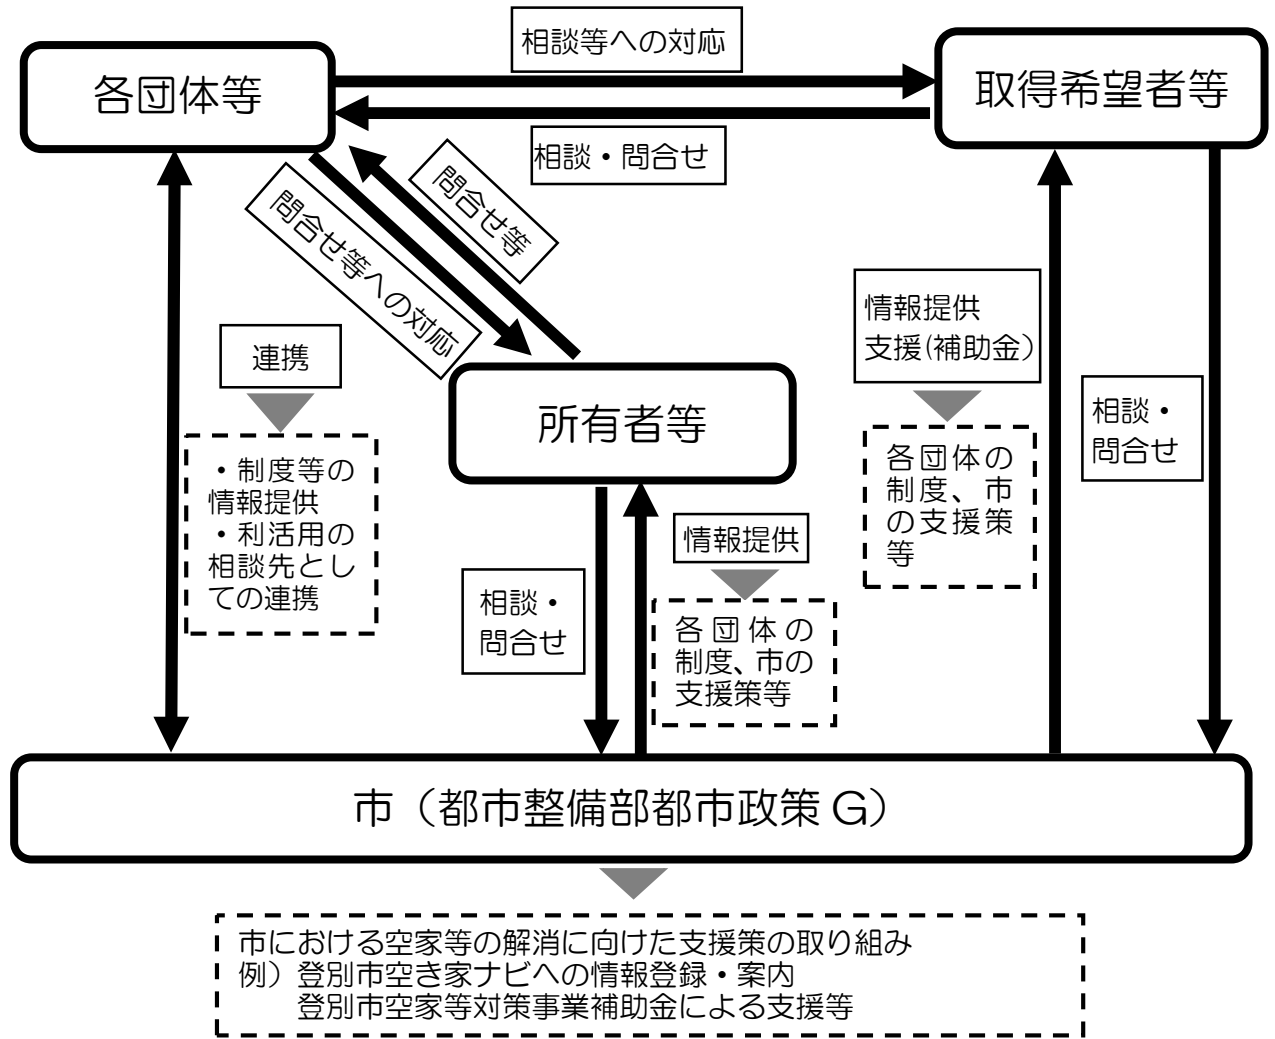 相談等への対応
各団体等
取得希望者等
相談・問合せ
問合せ等
問合せ等への対応
情報提供
支援(補助金)
連携
所有者等
相談・
問合せ
各団体の
制度、市
の支援策
等
・制度等の
情報提供
・利活用の
相談先とし
ての連携
情報提供
相談・
問合せ
各団体の
制度、市の
支援策等
市（都市整備部都市政策G）
市における空家等の解消に向けた支援策の取り組み
例）登別市空き家ナビへの情報登録・案内
登別市空家等対策事業補助金による支援等